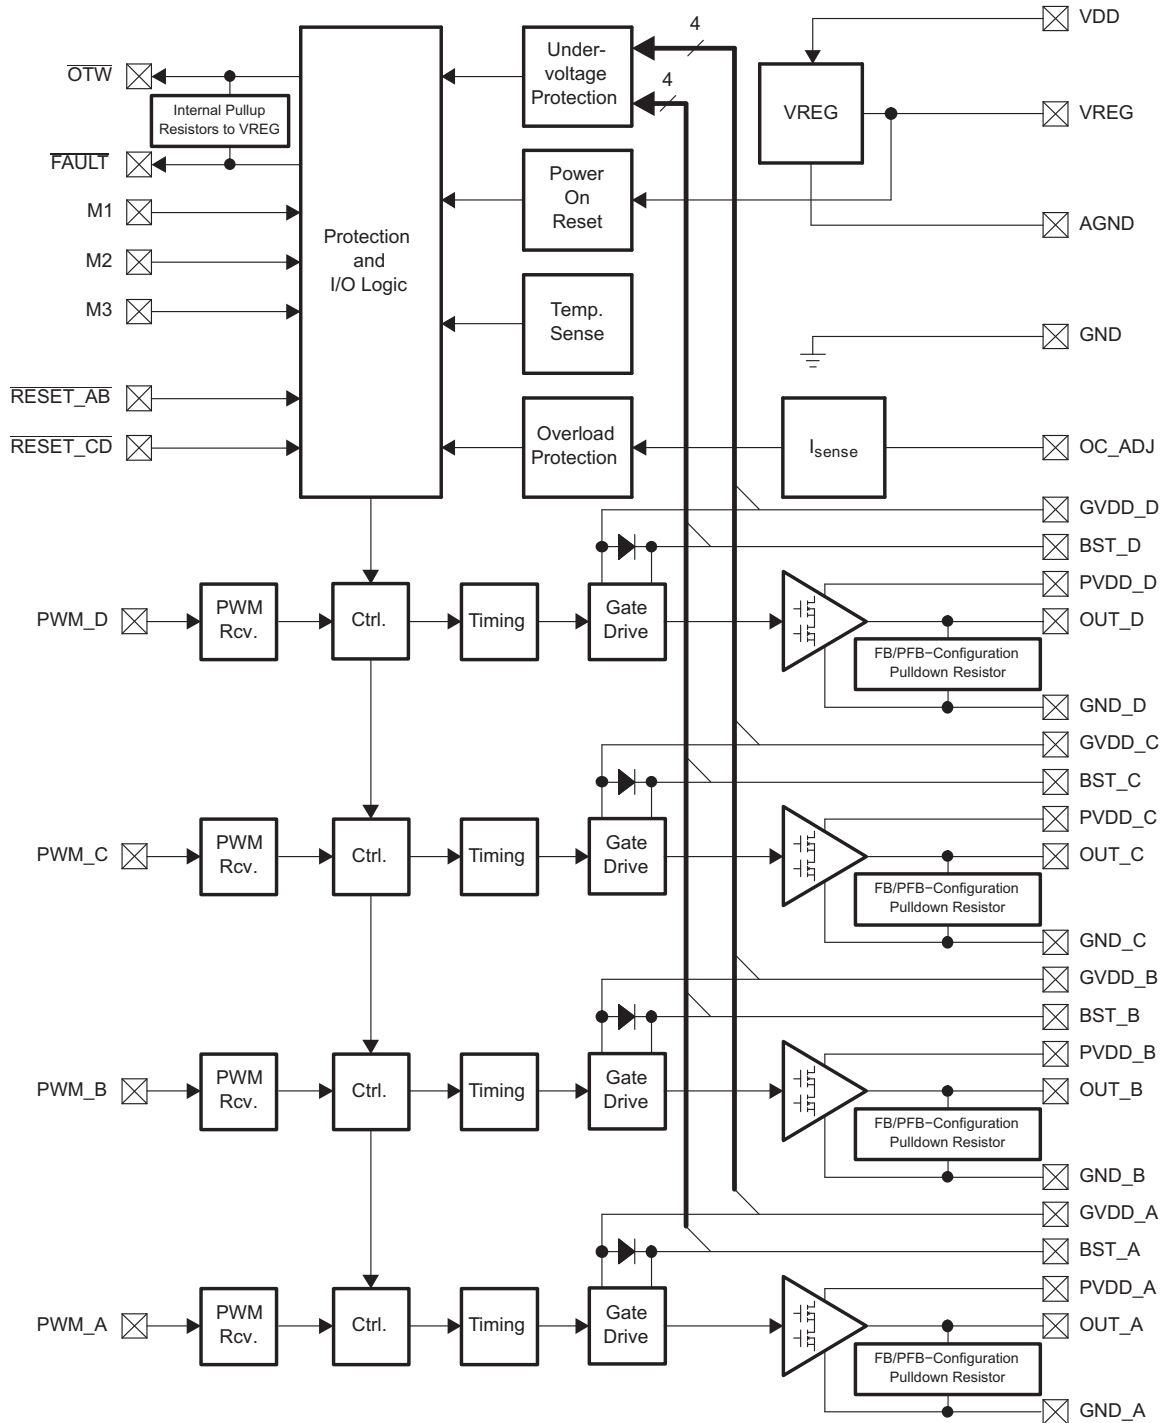 4
VDD
Under-
voltage
Protection
4
OTW
Internal Pullup
Resistors to VREG
VREG
VREG
FAULT
Power
On
Reset
M1
AGND
Protection
and
I/O Logic
M2
M3
Temp.
Sense
GND
RESET_AB
RESET_CD
Overload
Protection
Isense
OC_ADJ
GVDD_D
BST_D
PVDD_D
PWM_D
PWM
Rcv.
Ctrl.
Timing
Gate
Drive
OUT_D
FB/PFB−Configuration
Pulldown Resistor
GND_D
GVDD_C
BST_C
PVDD_C
PWM_C
PWM
Rcv.
Ctrl.
Timing
Gate
Drive
OUT_C
FB/PFB−Configuration
Pulldown Resistor
GND_C
GVDD_B
BST_B
PVDD_B
PWM_B
PWM
Rcv.
Ctrl.
Timing
Gate
Drive
OUT_B
FB/PFB−Configuration
Pulldown Resistor
GND_B
GVDD_A
BST_A
PVDD_A
PWM_A
PWM
Rcv.
Ctrl.
Timing
Gate
Drive
OUT_A
FB/PFB−Configuration
Pulldown Resistor
GND_A